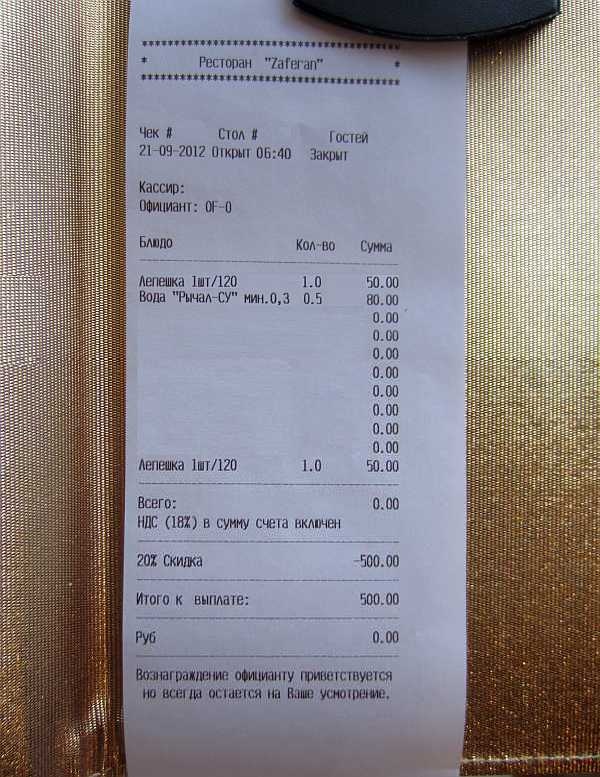 *************************************
* Ресторан "Zaferan" *
*************************************
Чек # Стол # Гостей
21-09-2012 Открыт 06:40 Закрыт
Кассир:
Официант: OF-0
Блюдо Кол-во Сумма
Лепешка 1шт/120 1.0 50.00
Вода "Рычал-СУ" мин.0,3 0.5 80.00
0.00
0.00
0.00
0.00
0.00
0.00
0.00
0.00
Лепешка 1шт/120 1.0 50.00
Всего: 0.00
НДС (18%) в сумму счета включен
20% Скидка -500.00
Итого к выплате: 500.00
Руб 0.00
Вознаграждение официанту приветствуется
но всегда остается на Ваше усмотрение.